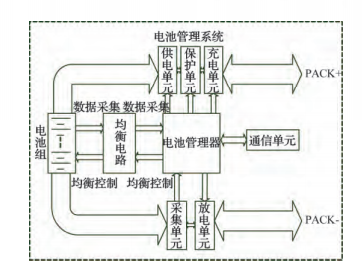 电池管理系统
供电单元
保护单元
充电单元
PACK+
数据采集 数据采集
电池组
均衡电路
电池管理器
通信单元
均衡控制 均衡控制
采集单元
放电单元
PACK-